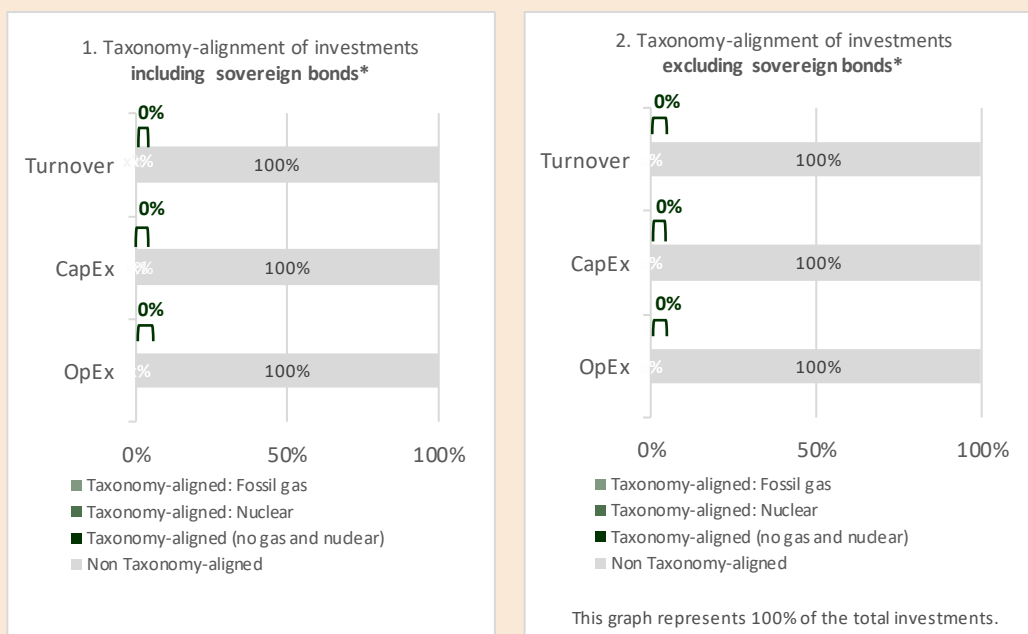 1. Taxonomy-alignment of investments
including sovereign bonds*
0%
Turnover
100%
0%
CapEx
100%
0%
OpEx
100%
0%
50%
100%
Taxonomy-aligned: Fossil gas
Taxonomy-aligned: Nuclear
Taxonomy-aligned (no gas and nuclear)
Non Taxonomy-aligned
2. Taxonomy-alignment of investments
excluding sovereign bonds*
0%
Turnover
%
100%
0%
CapEx
%
100%
0%
OpEx
%
100%
0%
50%
100%
Taxonomy-aligned: Fossil gas
Taxonomy-aligned: Nuclear
Taxonomy-aligned (no gas and nuclear)
Non Taxonomy-aligned
This graph represents 100% of the total investments.